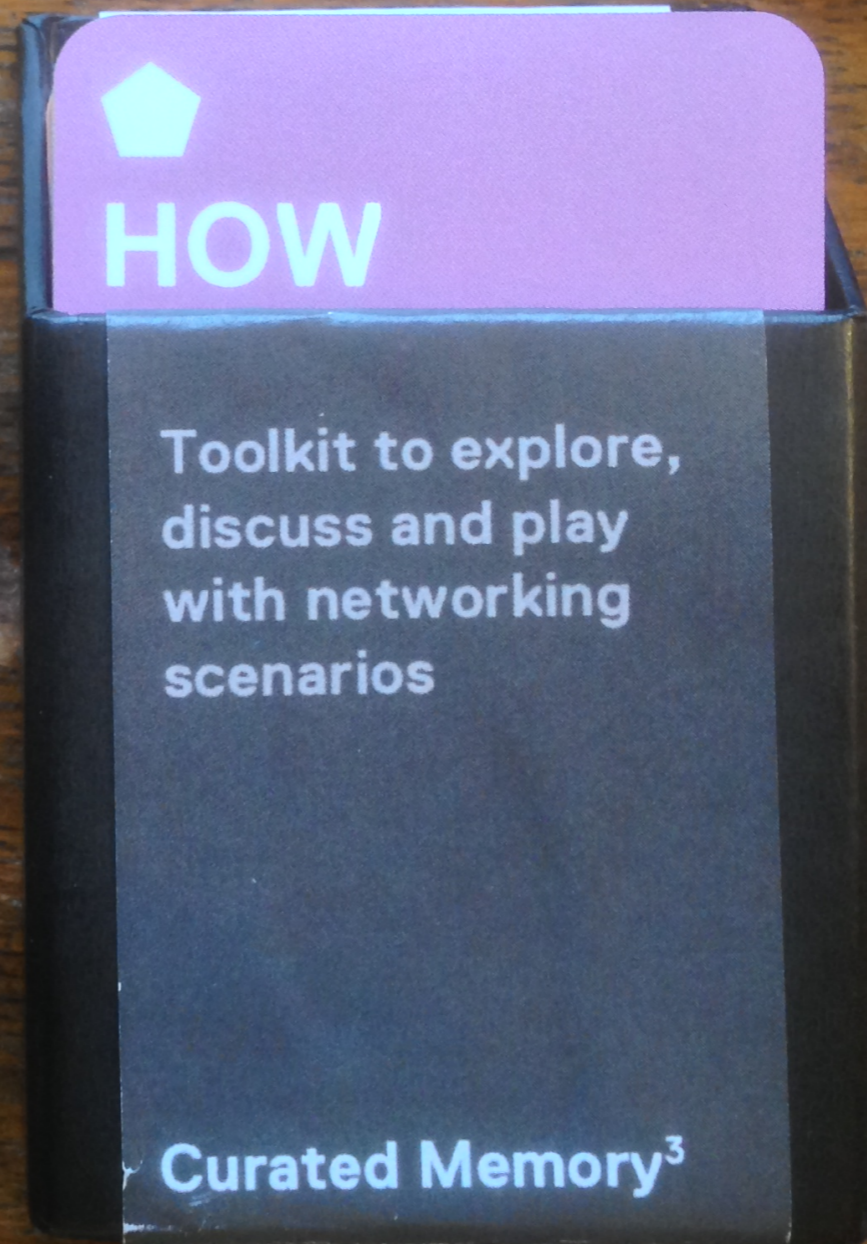 HOW
Toolkit to explore,
discuss and play
with networking
scenarios
Curated Memory³